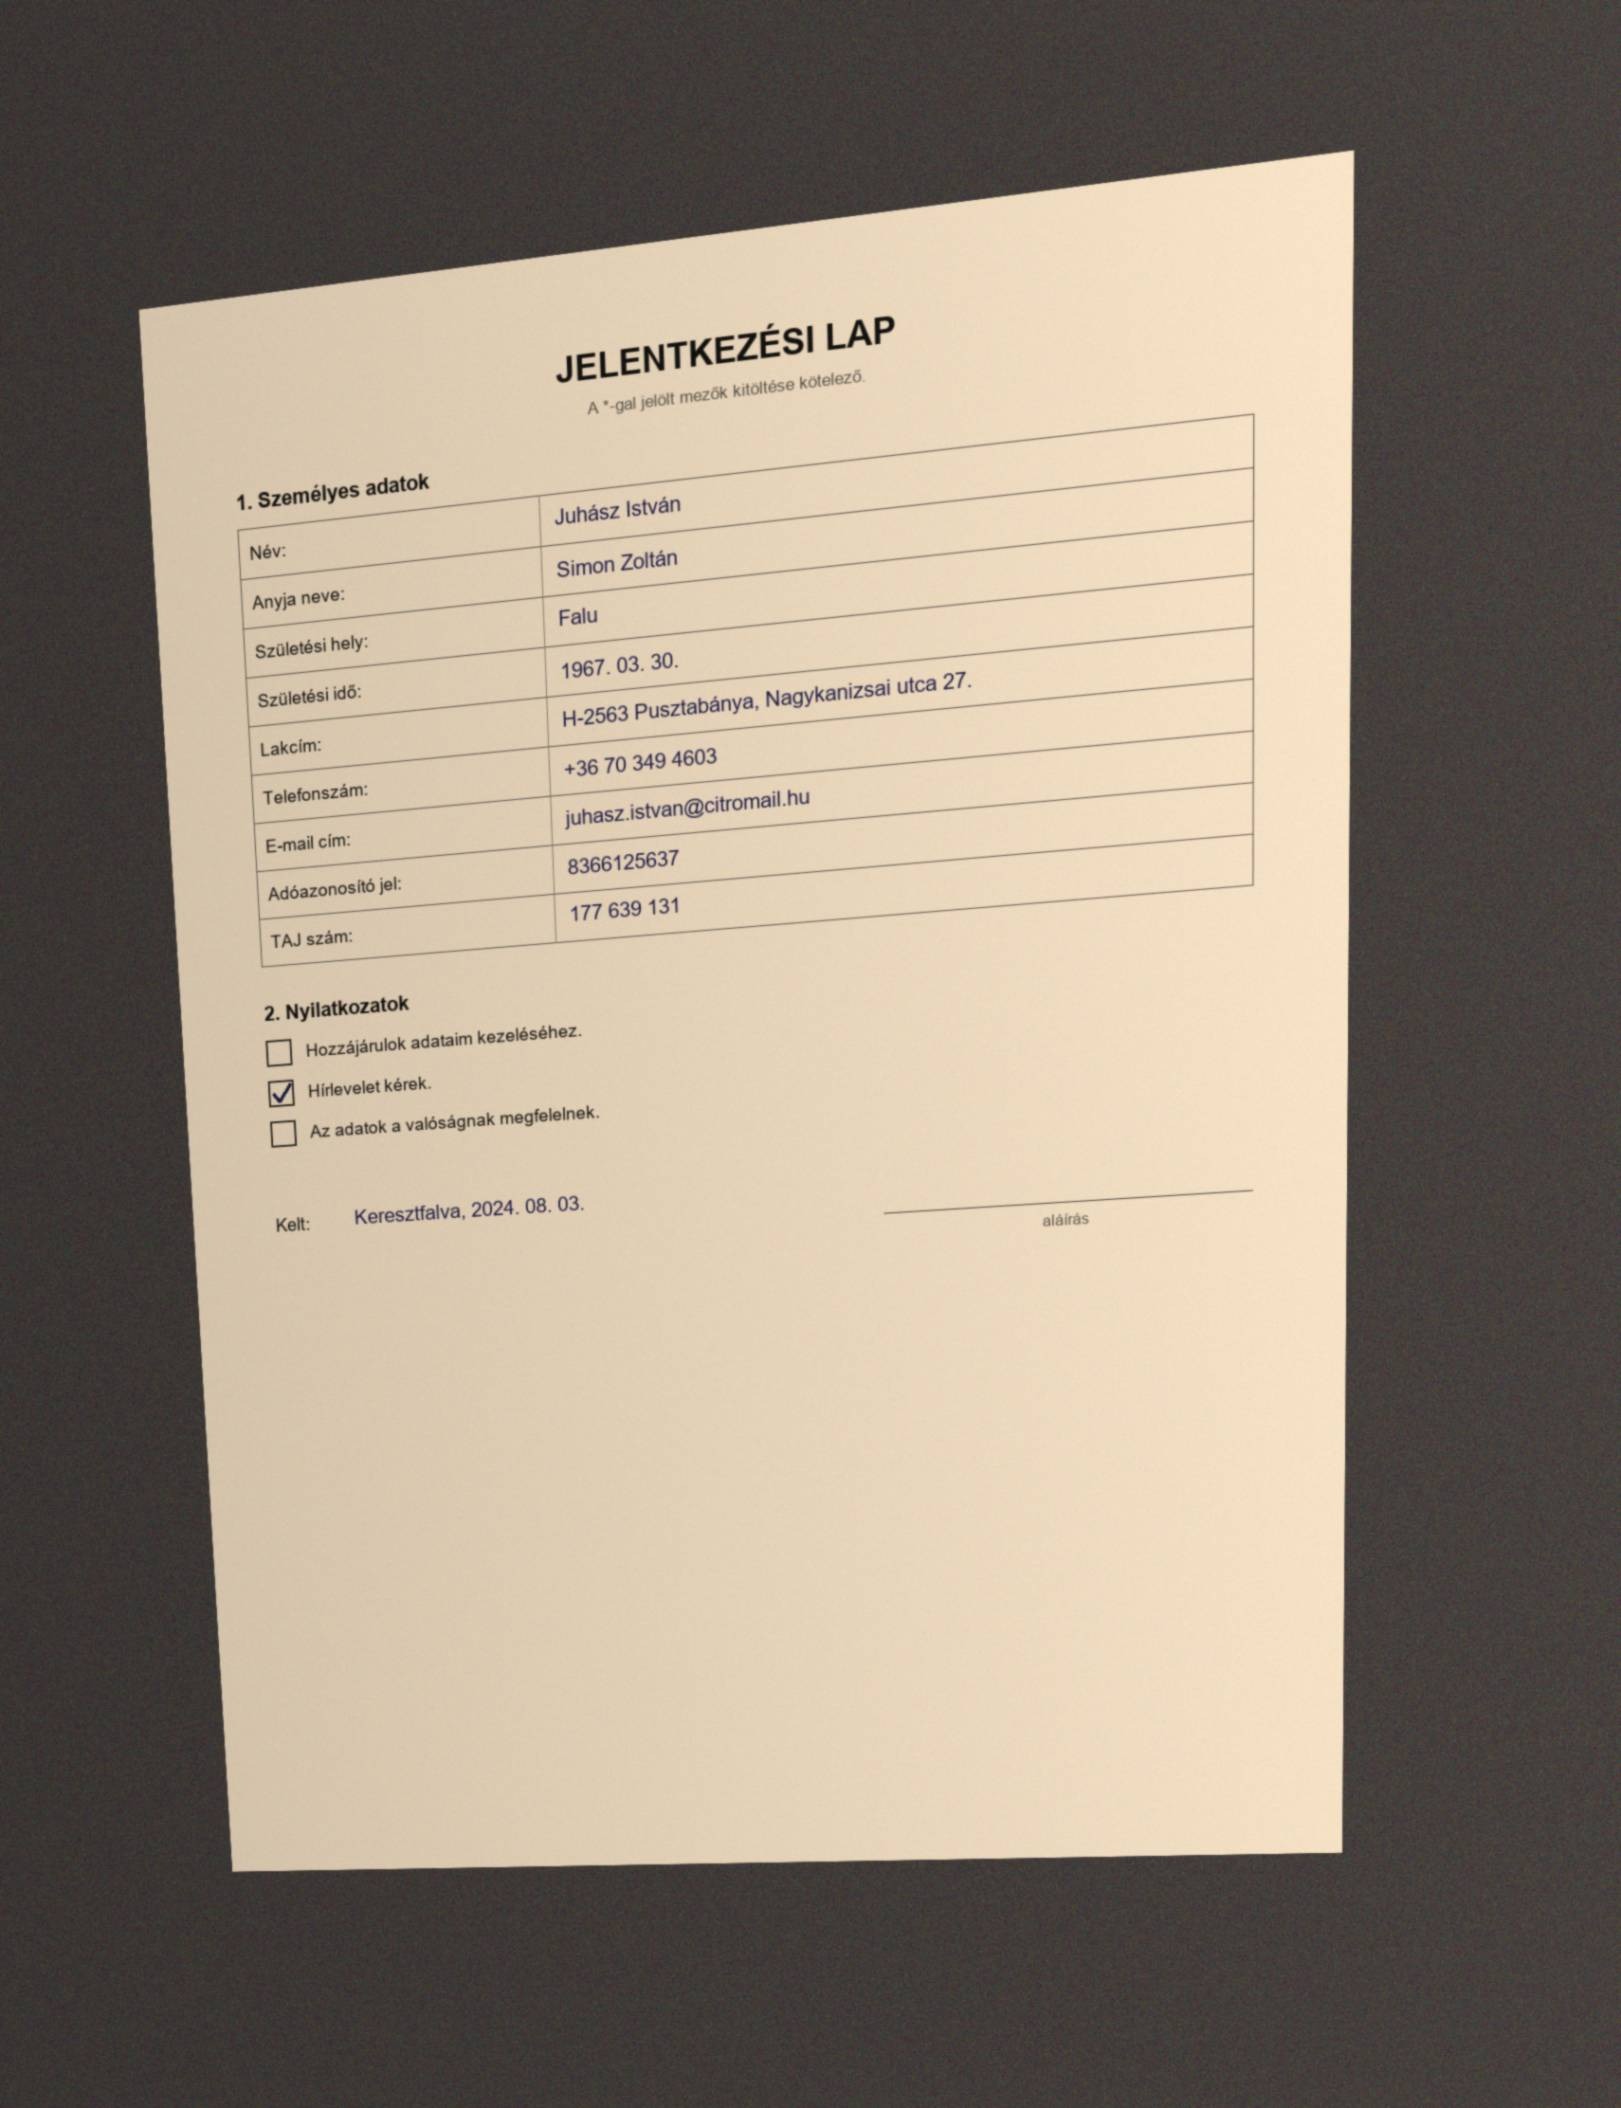 JELENTKEZÉSI LAP
A *-gal jelölt mezők kitöltése kötelező.
1. Személyes adatok
Név: Juhász István
Anyja neve: Simon Zoltán
Születési hely: Falu
Születési idő: 1967. 03. 30.
Lakcím: H-2563 Pusztabánya, Nagykanizsai utca 27.
Telefonszám: +36 70 349 4603
E-mail cím: juhasz.istvan@citromail.hu
Adóazonosító jel: 8366125637
TAJ szám: 177 639 131
2. Nyilatkozatok
Hozzájárulok adataim kezeléséhez.
Hírlevelet kérek.
Az adatok a valóságnak megfelelnek.
Kelt: Keresztfalva, 2024. 08. 03.
aláírás